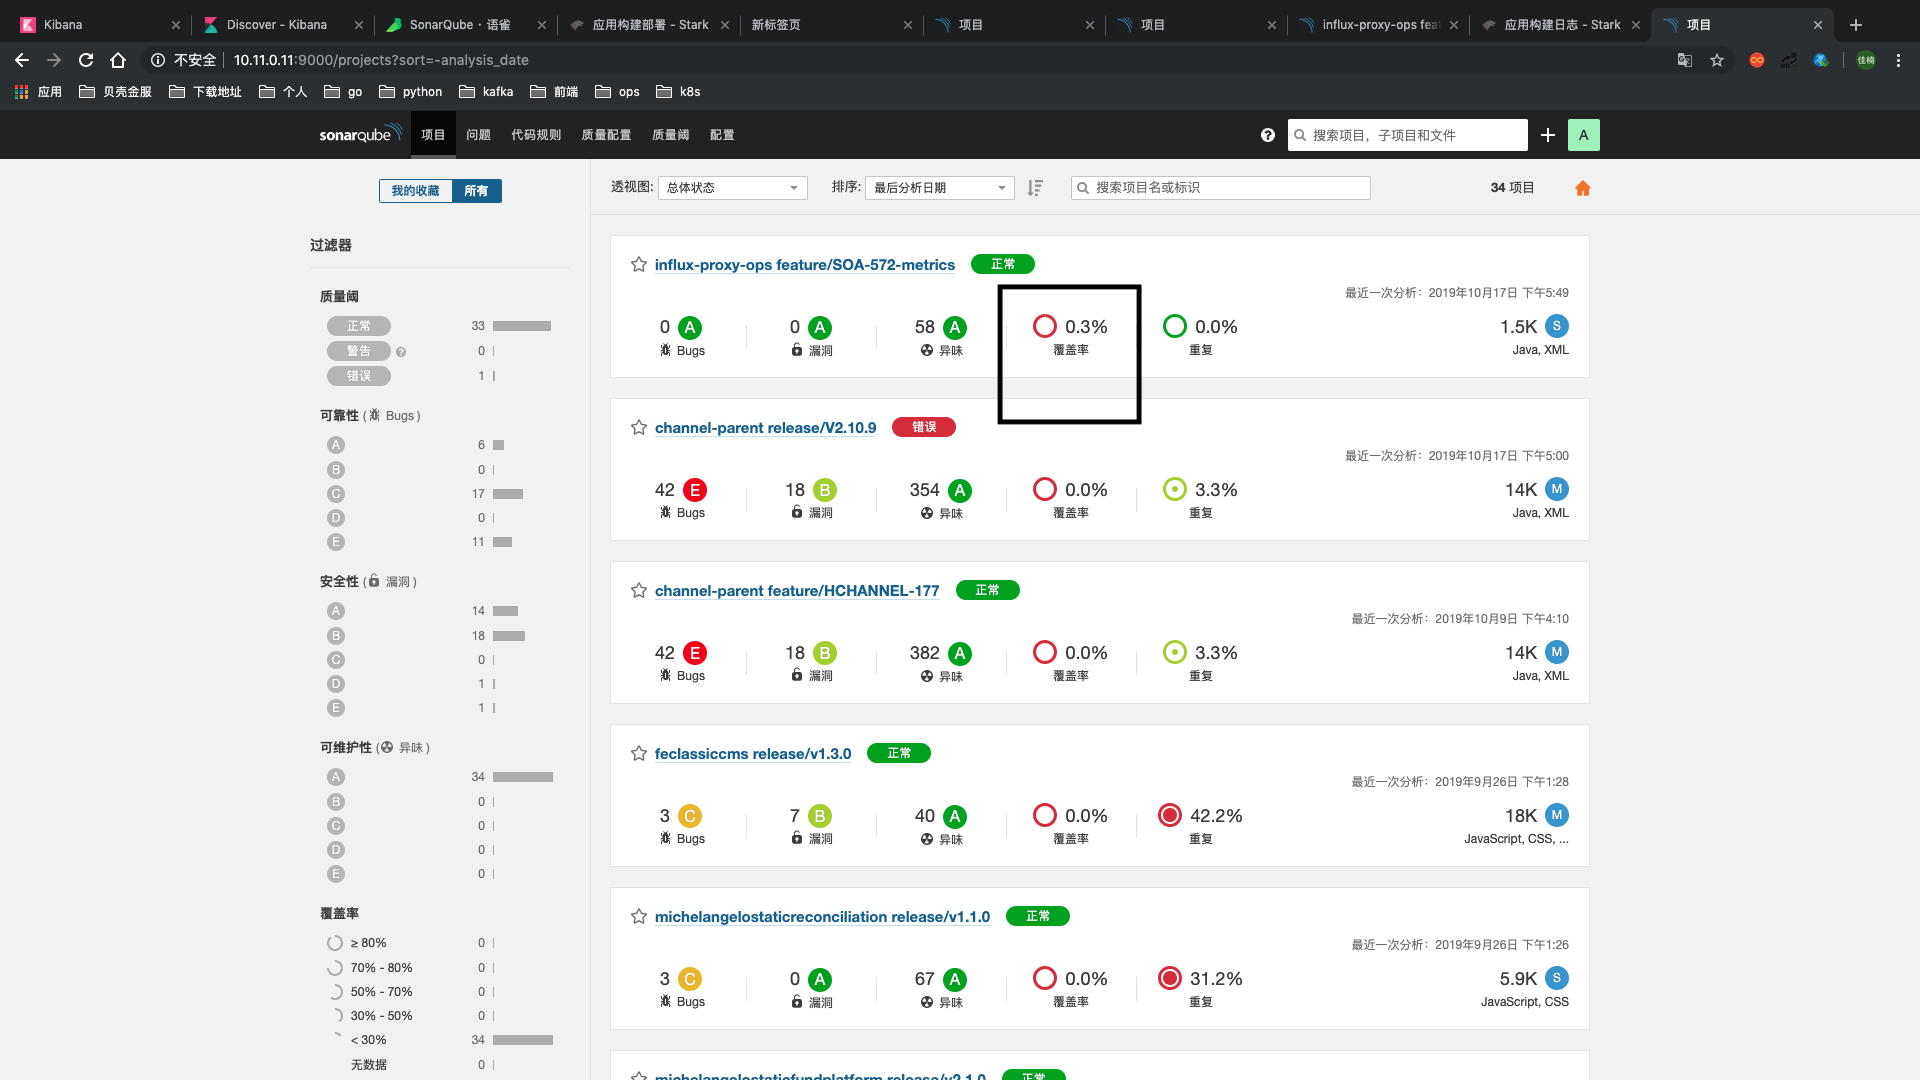 Kibana
Discover - Kibana
SonarQube · 语雀
应用构建部署 - Stark
新标签页
项目
项目
influx-proxy-ops feat
应用构建日志 - Stark
项目
不安全 10.11.0.11:9000/projects?sort=-analysis_date
应用 贝壳金服 下载地址 个人 go python kafka 前端 ops k8s
sonarqube 项目 问题 代码规则 质量配置 质量阈 配置 搜索项目，子项目和文件 A
我的收藏 所有
透视图: 总体状态 排序: 最后分析日期 搜索项目名或标识 34 项目
过滤器
质量阈
正常 33
警告 0
错误 1
可靠性 ( Bugs )
A 6
B 0
C 17
D 0
E 11
安全性 ( 漏洞 )
A 14
B 18
C 0
D 1
E 1
可维护性 ( 异味 )
A 34
B 0
C 0
D 0
E 0
覆盖率
≥ 80% 0
70% - 80% 0
50% - 70% 0
30% - 50% 0
< 30% 34
无数据 0
influx-proxy-ops feature/SOA-572-metrics 正常
最近一次分析：2019年10月17日 下午5:49
0 A 0 A 58 A 0.3% 0.0% 1.5K S
Bugs 漏洞 异味 覆盖率 重复 Java, XML
channel-parent release/V2.10.9 错误
最近一次分析：2019年10月17日 下午5:00
42 E 18 B 354 A 0.0% 3.3% 14K M
Bugs 漏洞 异味 覆盖率 重复 Java, XML
channel-parent feature/HCHANNEL-177 正常
最近一次分析：2019年10月9日 下午4:10
42 E 18 B 382 A 0.0% 3.3% 14K M
Bugs 漏洞 异味 覆盖率 重复 Java, XML
feclassiccms release/v1.3.0 正常
最近一次分析：2019年9月26日 下午1:28
3 C 7 B 40 A 0.0% 42.2% 18K M
Bugs 漏洞 异味 覆盖率 重复 JavaScript, CSS, ...
michelangelostaticreconciliation release/v1.1.0 正常
最近一次分析：2019年9月26日 下午1:26
3 C 0 A 67 A 0.0% 31.2% 5.9K S
Bugs 漏洞 异味 覆盖率 重复 JavaScript, CSS
michelangelostaticfundplatform release/v2.1.0 正常